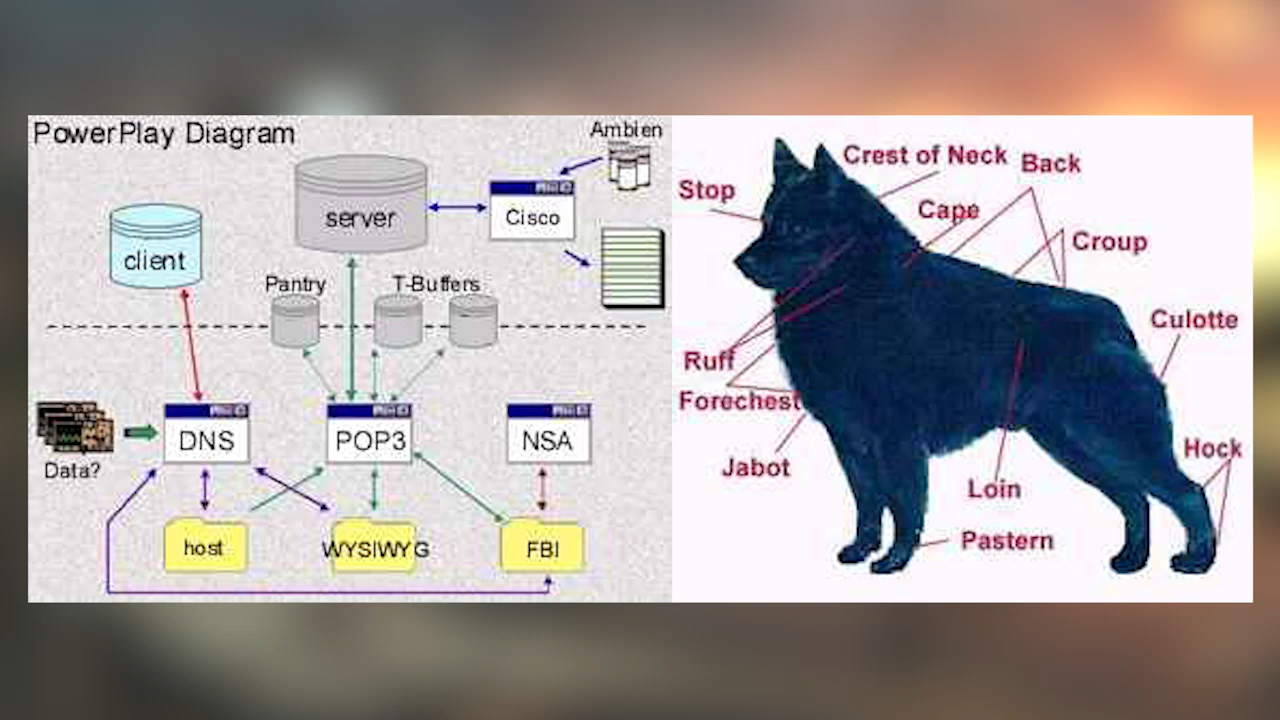 PowerPlay Diagram
Ambien
server
Cisco
client
Pantry
T-Buffers
DNS
POP3
NSA
Data?
host
WYSIWYG
FBI
Crest of Neck
Back
Stop
Cape
Croup
Culotte
Ruff
Forechest
Jabot
Hock
Loin
Pastern